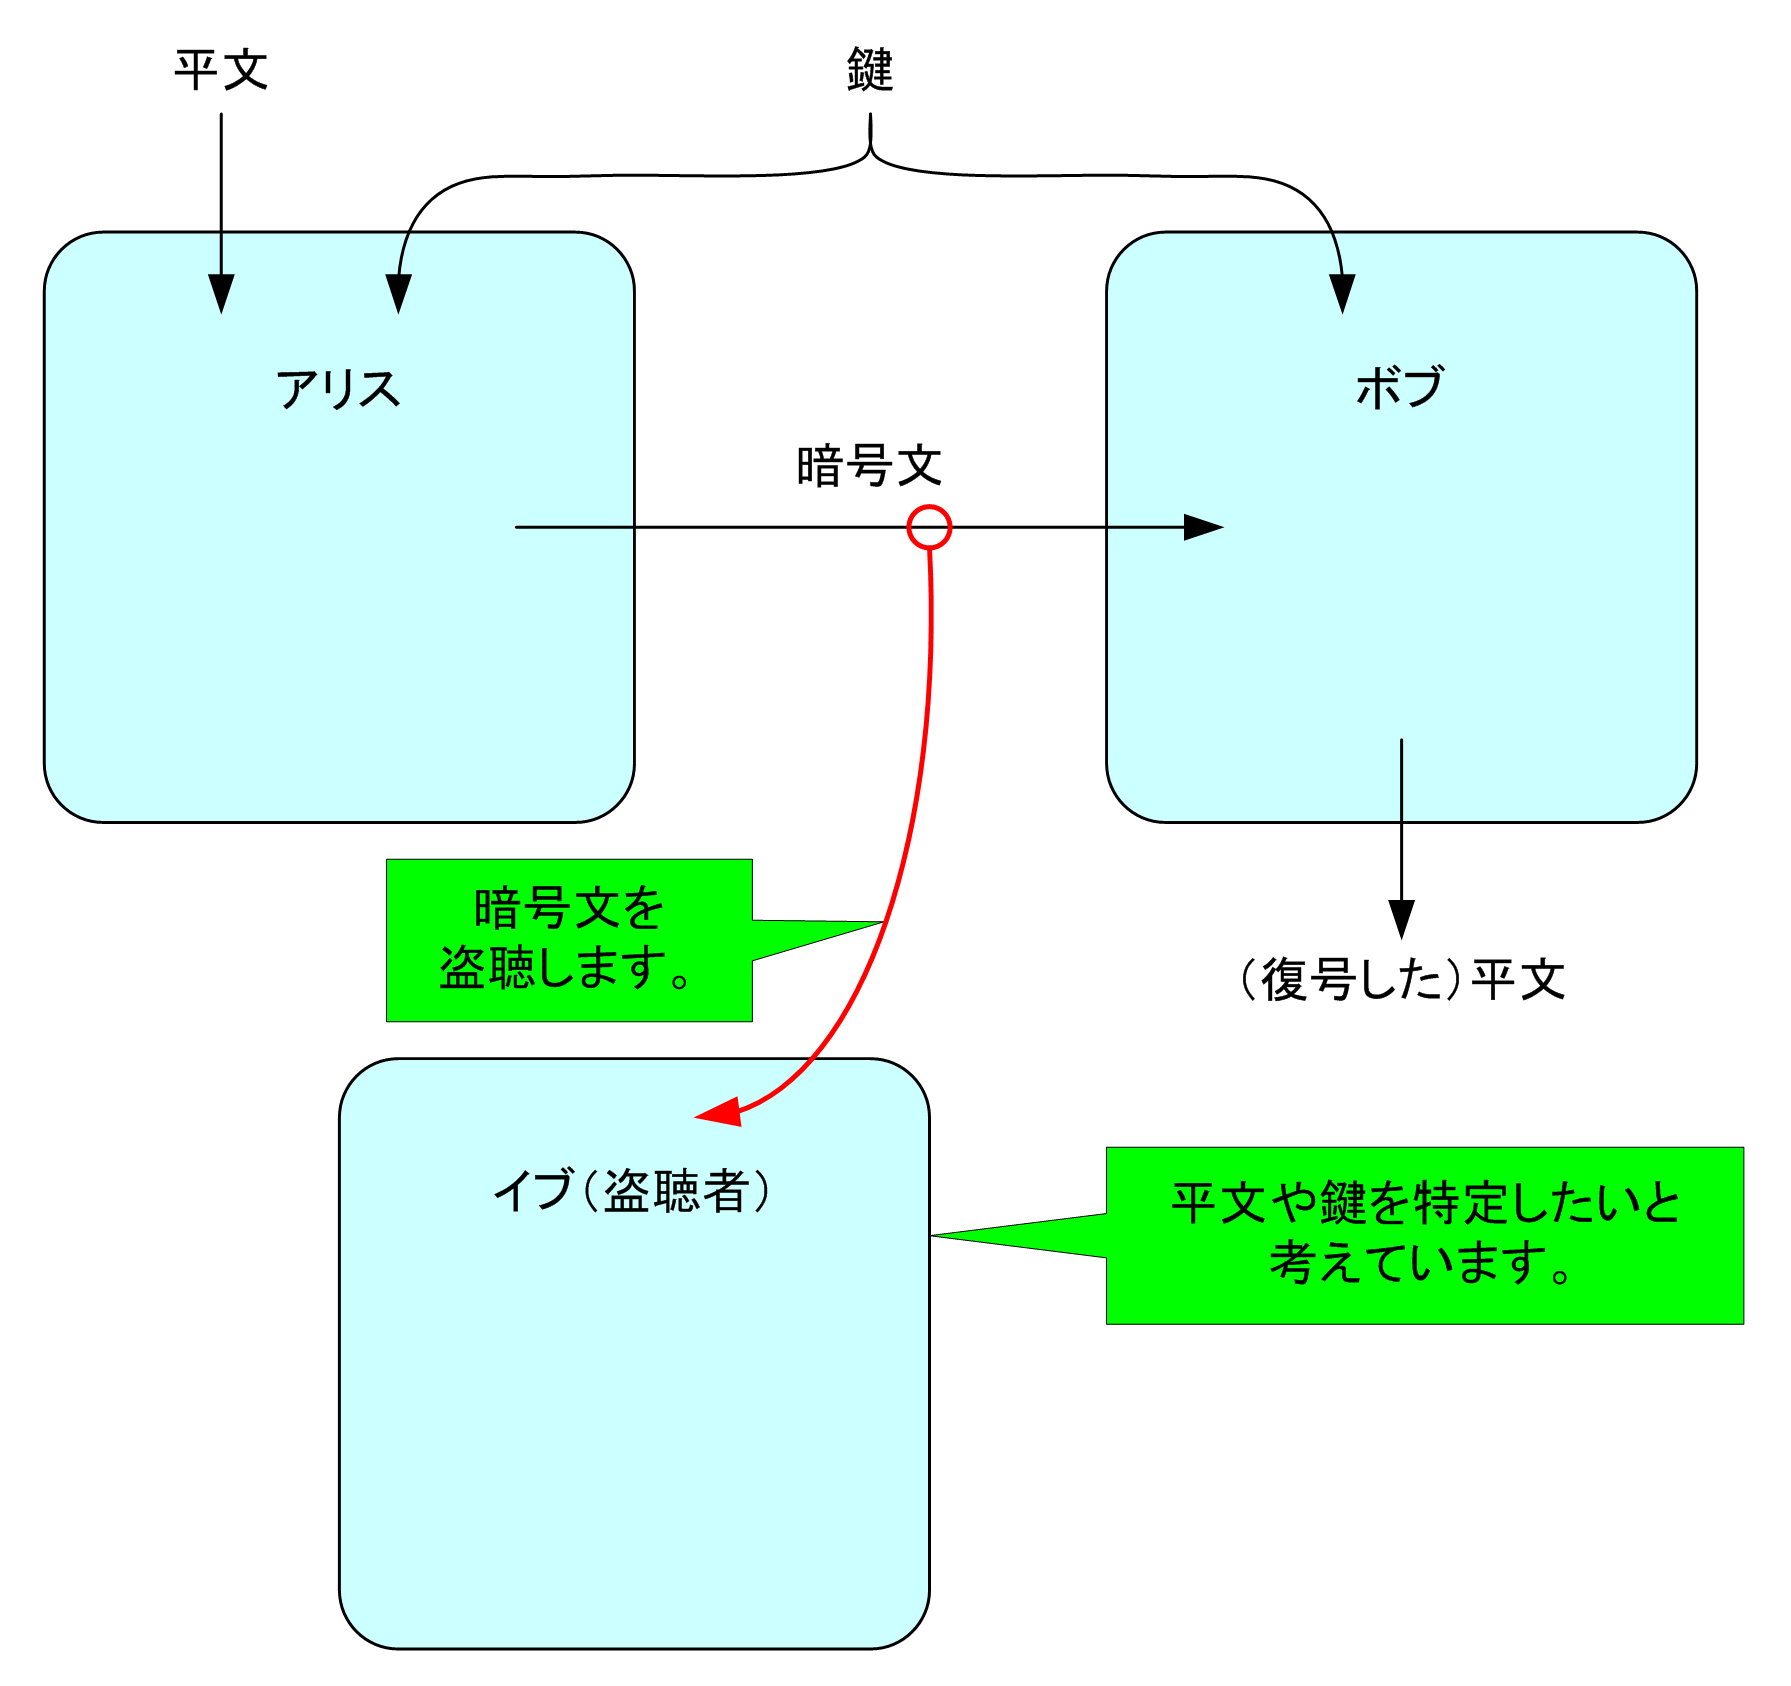 平文
鍵
アリス
ボブ
暗号文
暗号文を
盗聴します。
(復号した)平文
イブ(盗聴者)
平文や鍵を特定したいと
考えています。